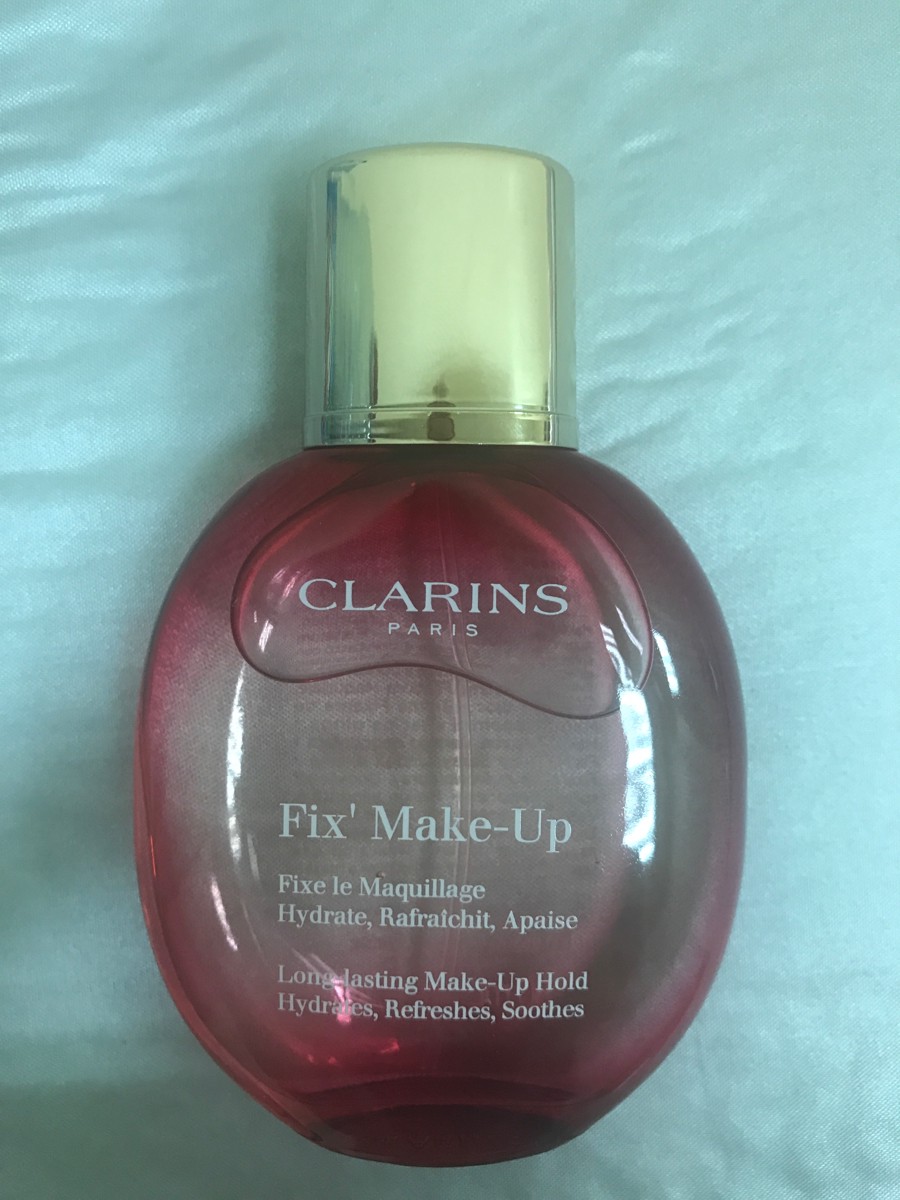 CLARINS
PARIS
Fix' Make-Up
Fixe le Maquillage
Hydrate, Rafraîchit, Apaise
Long-lasting Make-Up Hold
Hydrates, Refreshes, Soothes